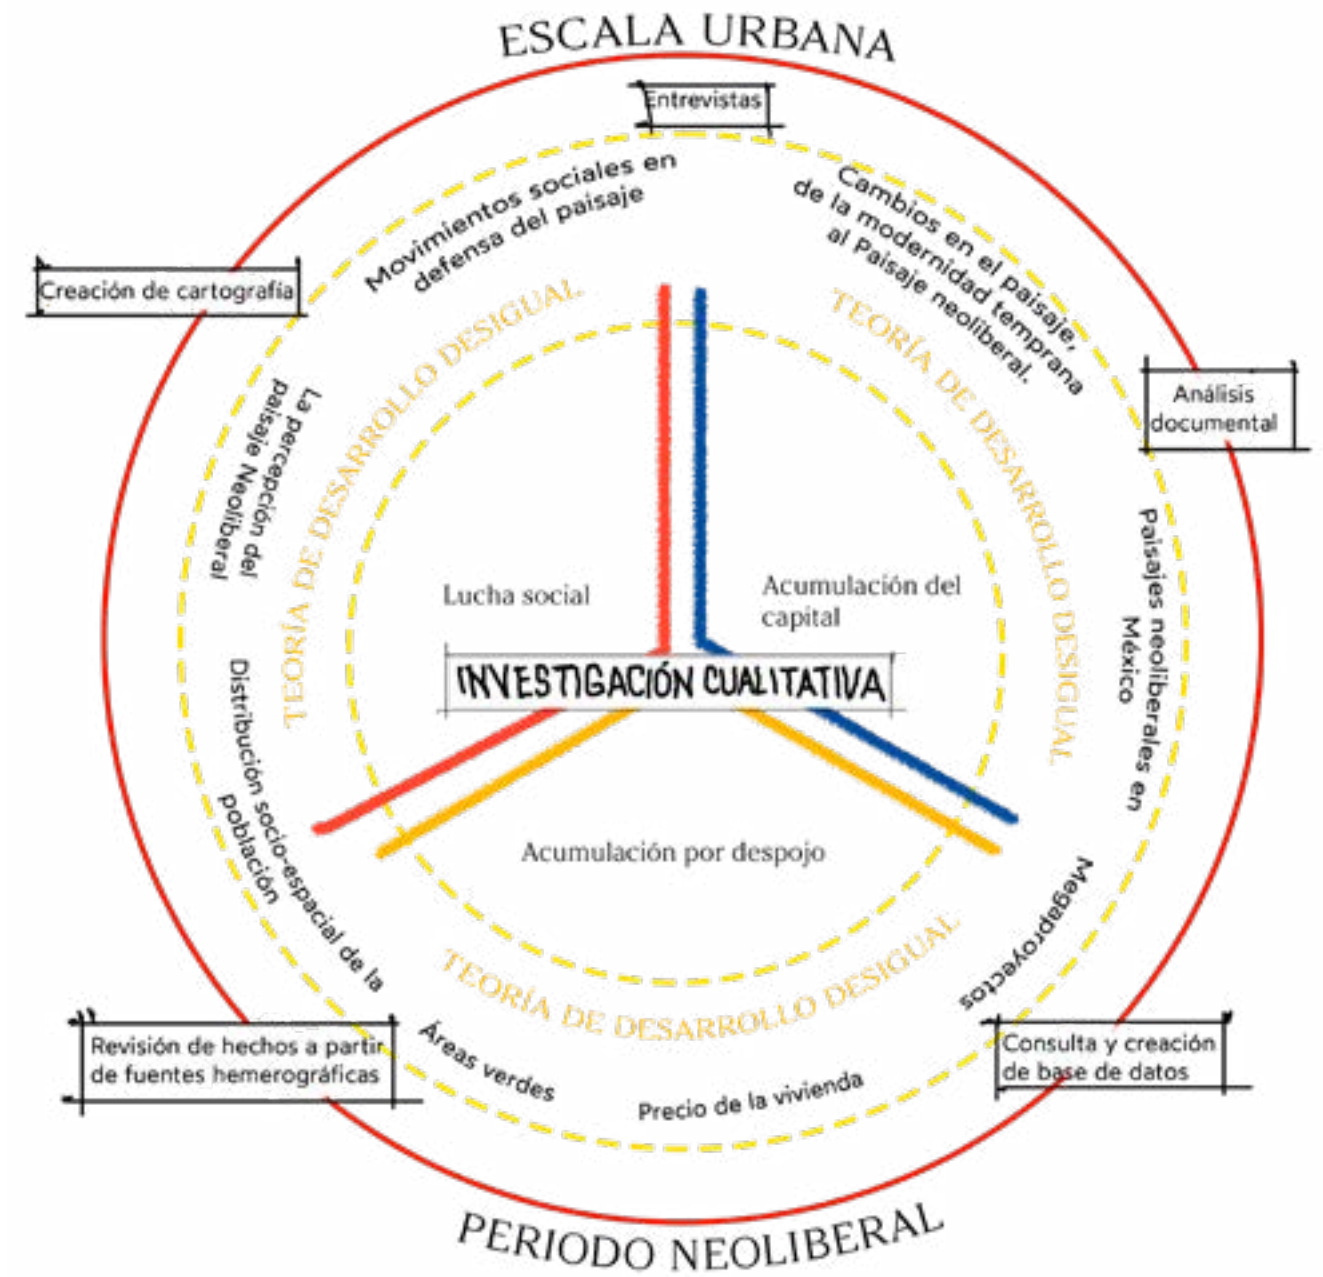 ESCALA URBANA
Entrevistas
Movimientos sociales en
defensa del paisaje
Cambios en el paisaje,
de la modernidad temprana
al Paisaje neoliberal.
Creación de cartografía
TEORÍA DE DESARROLLO DESIGUAL
TEORÍA DE DESARROLLO DESIGUAL
Análisis
documental
La percepción del
paisaje Neoliberal
Paisajes neoliberales en
México
Lucha social
Acumulación del
capital
INVESTIGACIÓN CUALITATIVA
Distribución socio-espacial de la
población
Acumulación por despojo
Megaproyectos
TEORÍA DE DESARROLLO DESIGUAL
Revisión de hechos a partir
de fuentes hemerográficas
Áreas verdes
Precio de la vivienda
Consulta y creación
de base de datos
PERIODO NEOLIBERAL